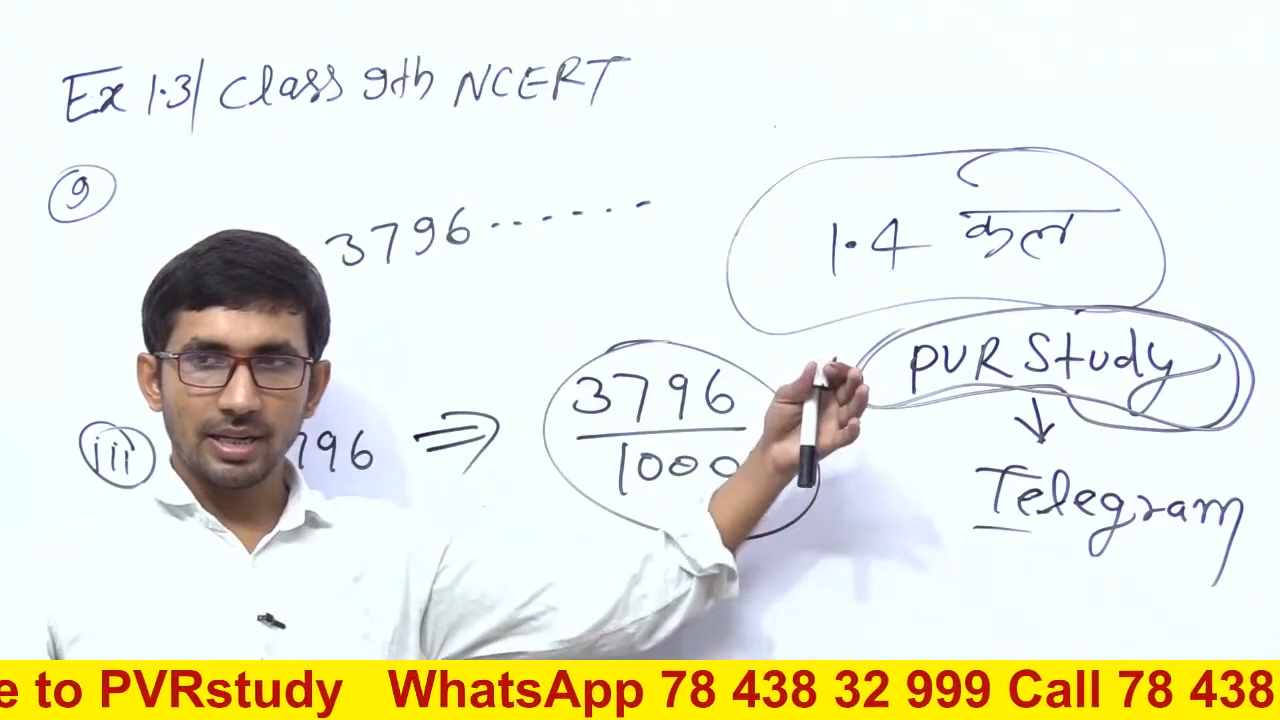 Ex 1.3/ Class 9th NCERT
9
3796......
1.4 कल
PVR Study
Telegram
iii 796 ⇒ 3796
1000
e to PVRstudy WhatsApp 78 438 32 999 Call 78 438